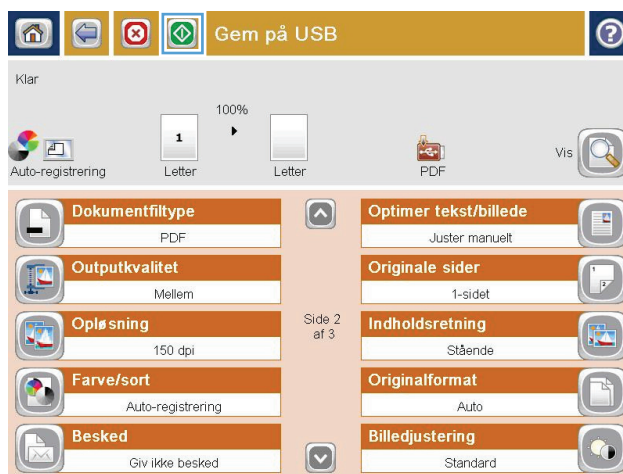 Gem på USB
Klar
100%
1
Auto-registrering
Letter
Letter
PDF
Vis
Dokumentfiltype
PDF
Outputkvalitet
Mellem
Opløsning
150 dpi
Farve/sort
Auto-registrering
Besked
Giv ikke besked
Side 2
af 3
Optimer tekst/billede
Juster manuelt
Originale sider
1-sidet
Indholdsretning
Stående
Originalformat
Auto
Billedjustering
Standard